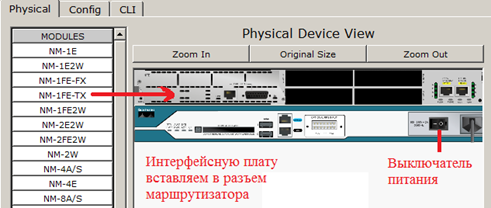 Physical Config CLI
MODULES
NM-1E
NM-1E2W
NM-1FE-FX
NM-1FE-TX
NM-1FE2W
NM-2E2W
NM-2FE2W
NM-2W
NM-4A/S
NM-4E
NM-8A/S
Physical Device View
Zoom In Original Size Zoom Out
Интерфейсную плату
вставляем в разъем
маршрутизатора
Выключатель
питания